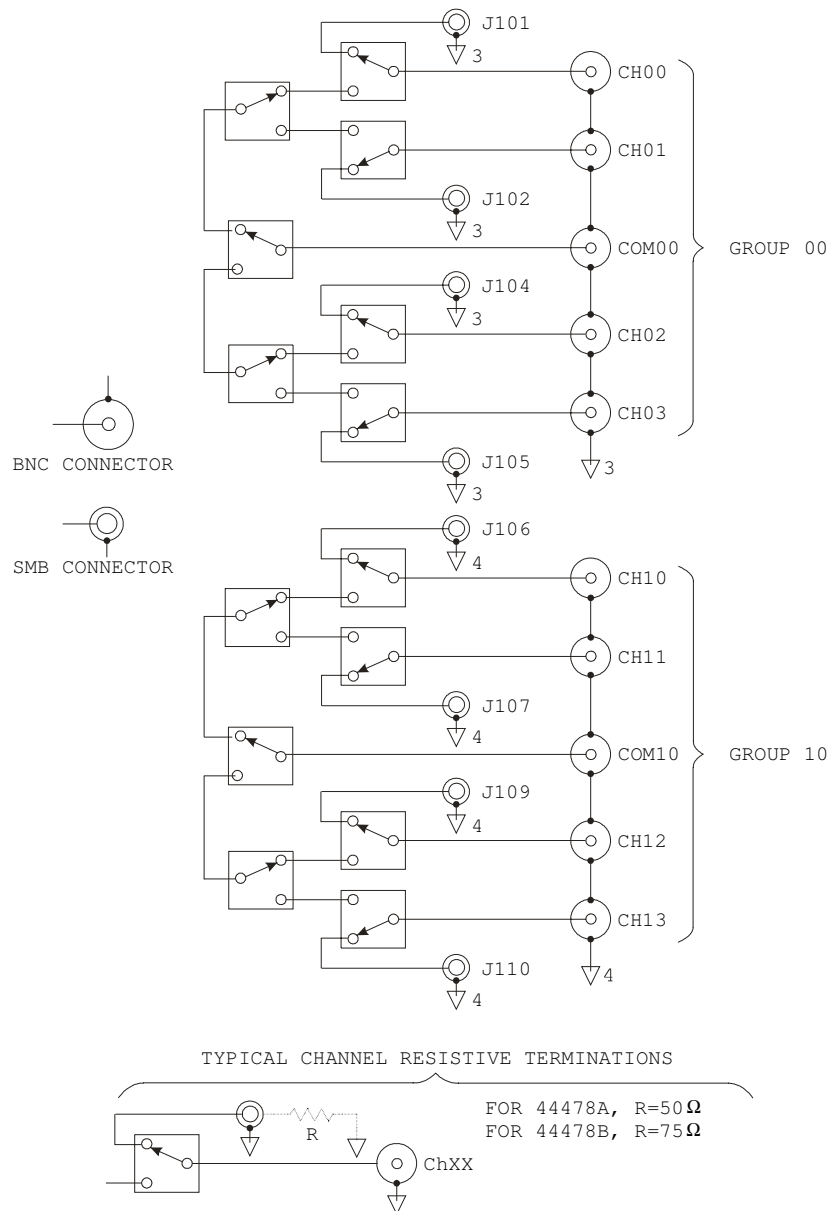 J101
3
CH00
CH01
J102
3
COM00
GROUP 00
J104
3
CH02
CH03
3
J105
3
BNC CONNECTOR
SMB CONNECTOR
J106
4
CH10
CH11
J107
4
COM10
GROUP 10
J109
4
CH12
CH13
4
J110
4
TYPICAL CHANNEL RESISTIVE TERMINATIONS
FOR 44478A, R=50Ω
FOR 44478B, R=75Ω
R
ChXX